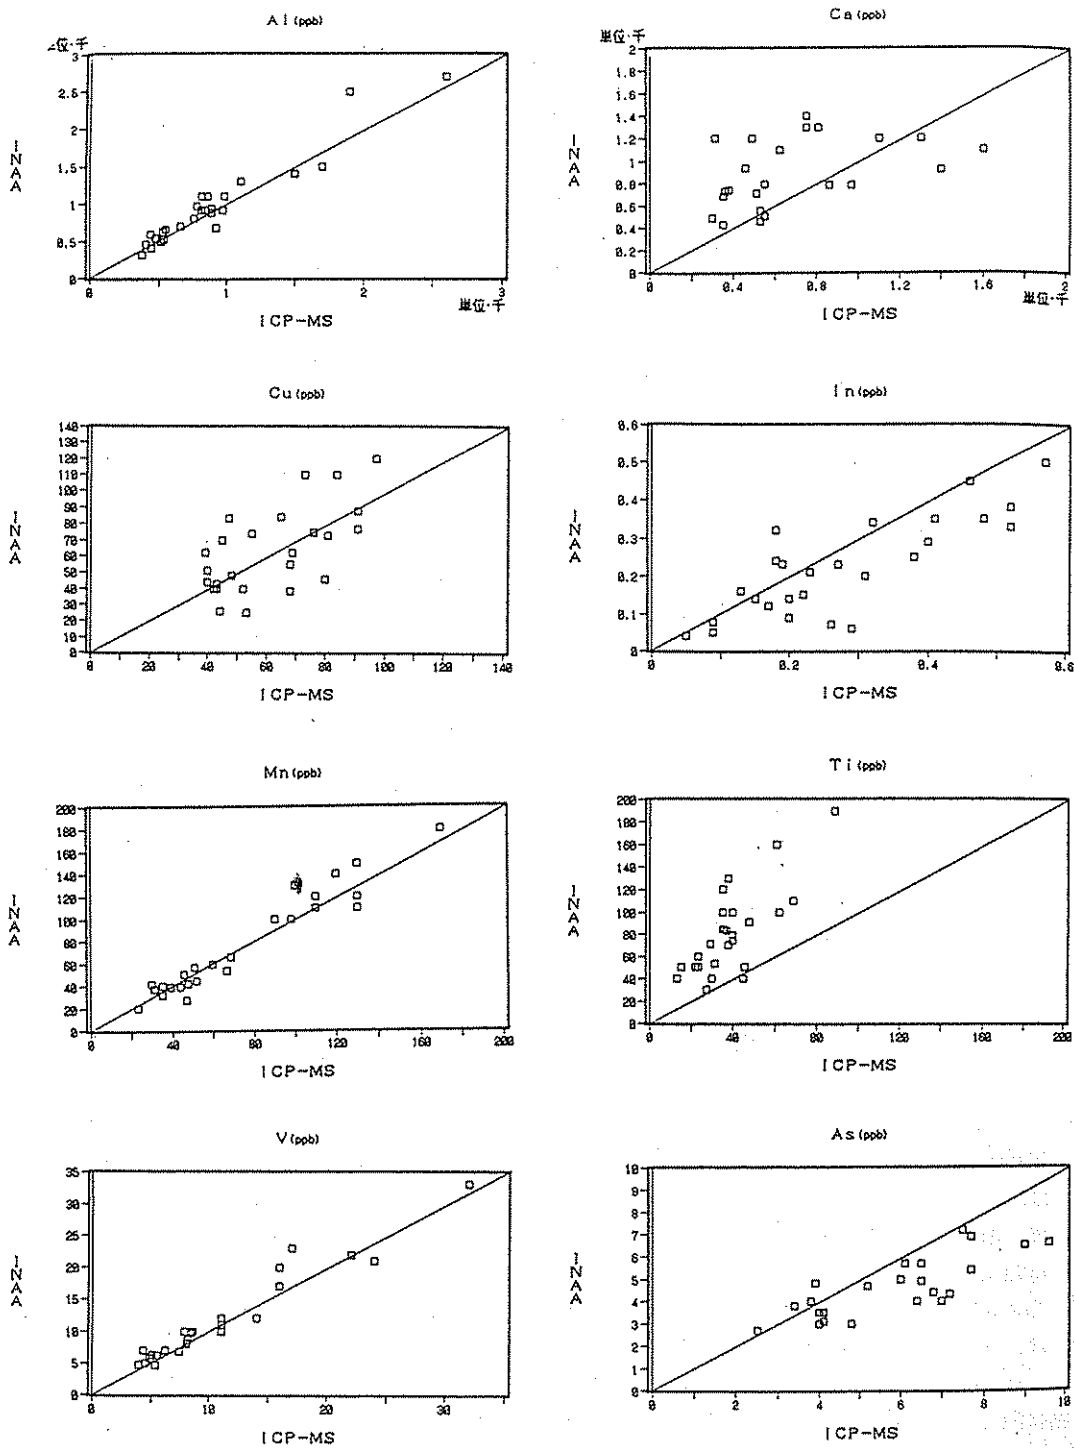 Al (ppb)
位・千
3
2.5
2
1.5
1
0.5
0
INAA
0 1 2 3
単位・千
ICP-MS
Ca (ppb)
単位・千
2
1.8
1.6
1.4
1.2
1
0.8
0.6
0.4
0.2
0
INAA
0 0.4 0.8 1.2 1.6 2
単位・千
ICP-MS
Cu (ppb)
140
130
120
110
100
90
80
70
60
50
40
30
20
10
0
INAA
0 20 40 60 80 100 120 140
ICP-MS
In (ppb)
0.6
0.5
0.4
0.3
0.2
0.1
0
INAA
0 0.2 0.4 0.6
ICP-MS
Mn (ppb)
200
180
160
140
120
100
80
60
40
20
0
INAA
0 40 80 120 160 200
ICP-MS
Ti (ppb)
200
180
160
140
120
100
80
60
40
20
0
INAA
0 40 80 120 160 200
ICP-MS
V (ppb)
35
30
25
20
15
10
5
0
INAA
0 10 20 30
ICP-MS
As (ppb)
10
9
8
7
6
5
4
3
2
1
0
INAA
0 2 4 6 8 10
ICP-MS